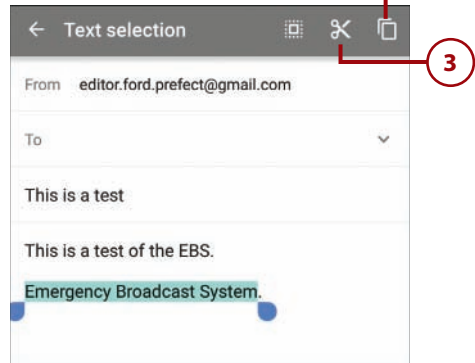 Text selection
3
From editor.ford.prefect@gmail.com
To
This is a test
This is a test of the EBS.
Emergency Broadcast System.